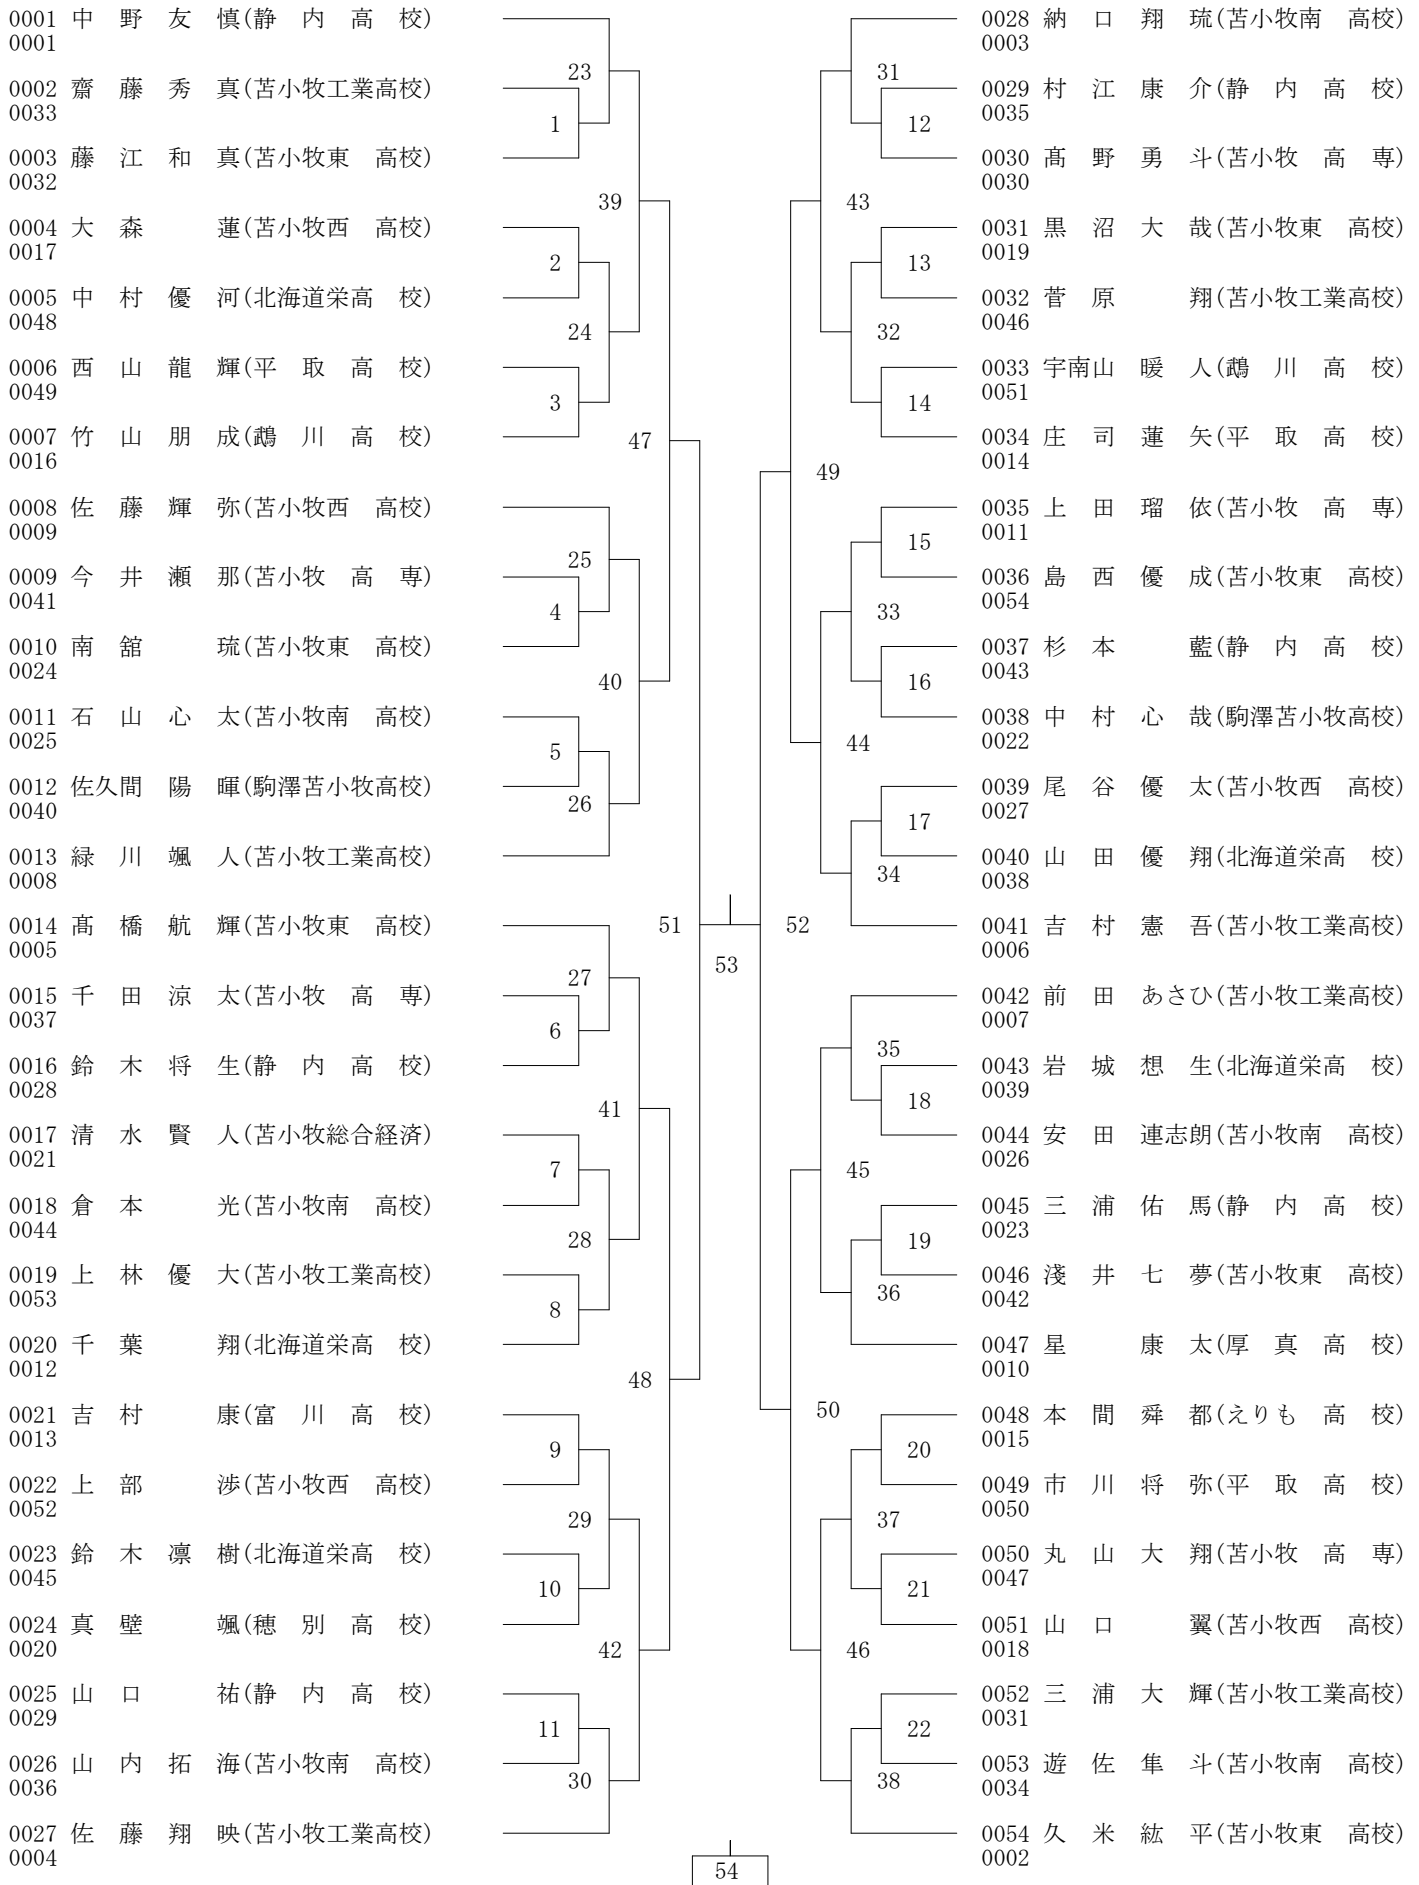 0001 中　野　友　慎(静　内　高　校)
0001
0002 齋　藤　秀　真(苫小牧工業高校)
0033
0003 藤　江　和　真(苫小牧東　高校)
0032
0004 大　森　　　蓮(苫小牧西　高校)
0017
0005 中　村　優　河(北海道栄高　校)
0048
0006 西　山　龍　輝(平　取　高　校)
0049
0007 竹　山　朋　成(鵡　川　高　校)
0016
0008 佐　藤　輝　弥(苫小牧西　高校)
0009
0009 今　井　瀬　那(苫小牧　高　専)
0041
0010 南　舘　　　琉(苫小牧東　高校)
0024
0011 石　山　心　太(苫小牧南　高校)
0025
0012 佐久間　陽　暉(駒澤苫小牧高校)
0040
0013 緑　川　颯　人(苫小牧工業高校)
0008
0014 髙　橋　航　輝(苫小牧東　高校)
0005
0015 千　田　涼　太(苫小牧　高　専)
0037
0016 鈴　木　将　生(静　内　高　校)
0028
0017 清　水　賢　人(苫小牧総合経済)
0021
0018 倉　本　　　光(苫小牧南　高校)
0044
0019 上　林　優　大(苫小牧工業高校)
0053
0020 千　葉　　　翔(北海道栄高　校)
0012
0021 吉　村　　　康(富　川　高　校)
0013
0022 上　部　　　渉(苫小牧西　高校)
0052
0023 鈴　木　凛　樹(北海道栄高　校)
0045
0024 真　壁　　　颯(穂　別　高　校)
0020
0025 山　口　　　祐(静　内　高　校)
0029
0026 山　内　拓　海(苫小牧南　高校)
0036
0027 佐　藤　翔　映(苫小牧工業高校)
0004
23
1
39
2
24
3
47
25
4
40
5
26
51
27
6
41
7
28
8
48
9
29
10
42
11
30
53
54
31
12
43
13
32
14
49
15
33
16
44
17
34
52
35
18
45
19
36
50
20
37
21
46
22
38
0028 納　口　翔　琉(苫小牧南　高校)
0003
0029 村　江　康　介(静　内　高　校)
0035
0030 髙　野　勇　斗(苫小牧　高　専)
0030
0031 黒　沼　大　哉(苫小牧東　高校)
0019
0032 菅　原　　　翔(苫小牧工業高校)
0046
0033 宇南山　暖　人(鵡　川　高　校)
0051
0034 庄　司　蓮　矢(平　取　高　校)
0014
0035 上　田　瑠　依(苫小牧　高　専)
0011
0036 島　西　優　成(苫小牧東　高校)
0054
0037 杉　本　　　藍(静　内　高　校)
0043
0038 中　村　心　哉(駒澤苫小牧高校)
0022
0039 尾　谷　優　太(苫小牧西　高校)
0027
0040 山　田　優　翔(北海道栄高　校)
0038
0041 吉　村　憲　吾(苫小牧工業高校)
0006
0042 前　田　あさひ(苫小牧工業高校)
0007
0043 岩　城　想　生(北海道栄高　校)
0039
0044 安　田　連志朗(苫小牧南　高校)
0026
0045 三　浦　佑　馬(静　内　高　校)
0023
0046 淺　井　七　夢(苫小牧東　高校)
0042
0047 星　　　康　太(厚　真　高　校)
0010
0048 本　間　舜　都(えりも　高　校)
0015
0049 市　川　将　弥(平　取　高　校)
0050
0050 丸　山　大　翔(苫小牧　高　専)
0047
0051 山　口　　　翼(苫小牧西　高校)
0018
0052 三　浦　大　輝(苫小牧工業高校)
0031
0053 遊　佐　隼　斗(苫小牧南　高校)
0034
0054 久　米　紘　平(苫小牧東　高校)
0002